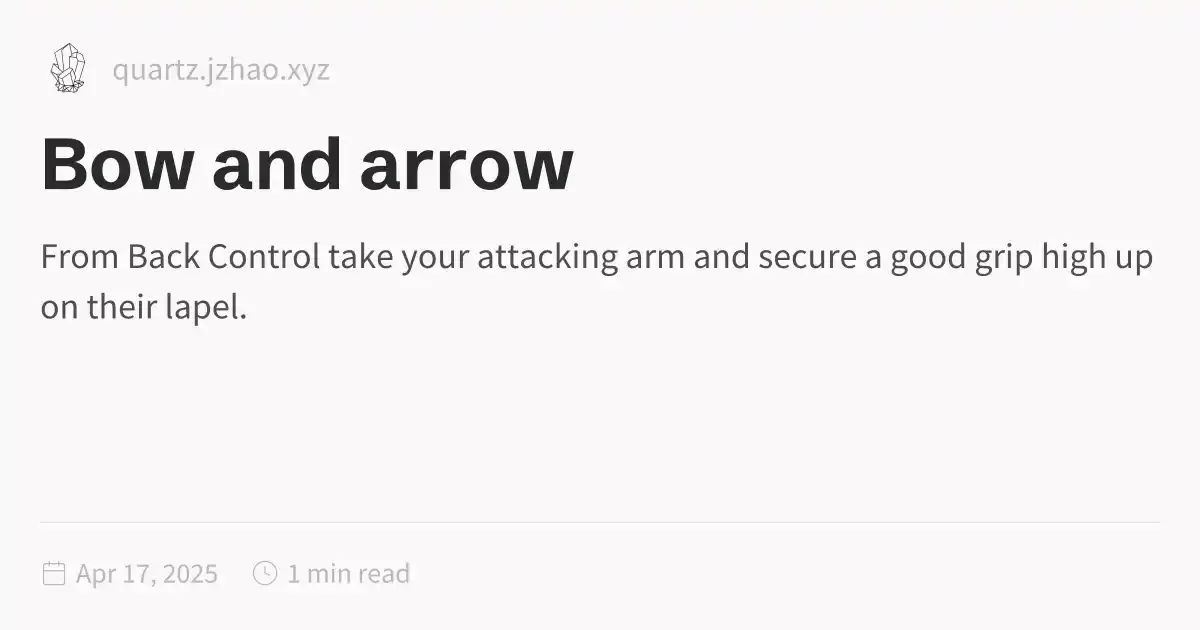 quartz.jzhao.xyz
Bow and arrow
From Back Control take your attacking arm and secure a good grip high up
on their lapel.
Apr 17, 2025
1 min read